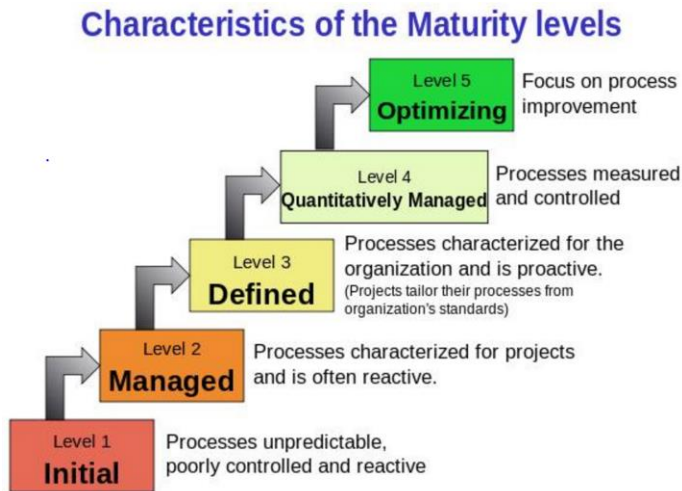 Characteristics of the Maturity levels
Level 5
Optimizing
Focus on process
improvement
Level 4
Quantitatively Managed
Processes measured
and controlled
Level 3
Defined
Processes characterized for the
organization and is proactive.
(Projects tailor their processes from
organization's standards)
Level 2
Managed
Processes characterized for projects
and is often reactive.
Level 1
Initial
Processes unpredictable,
poorly controlled and reactive